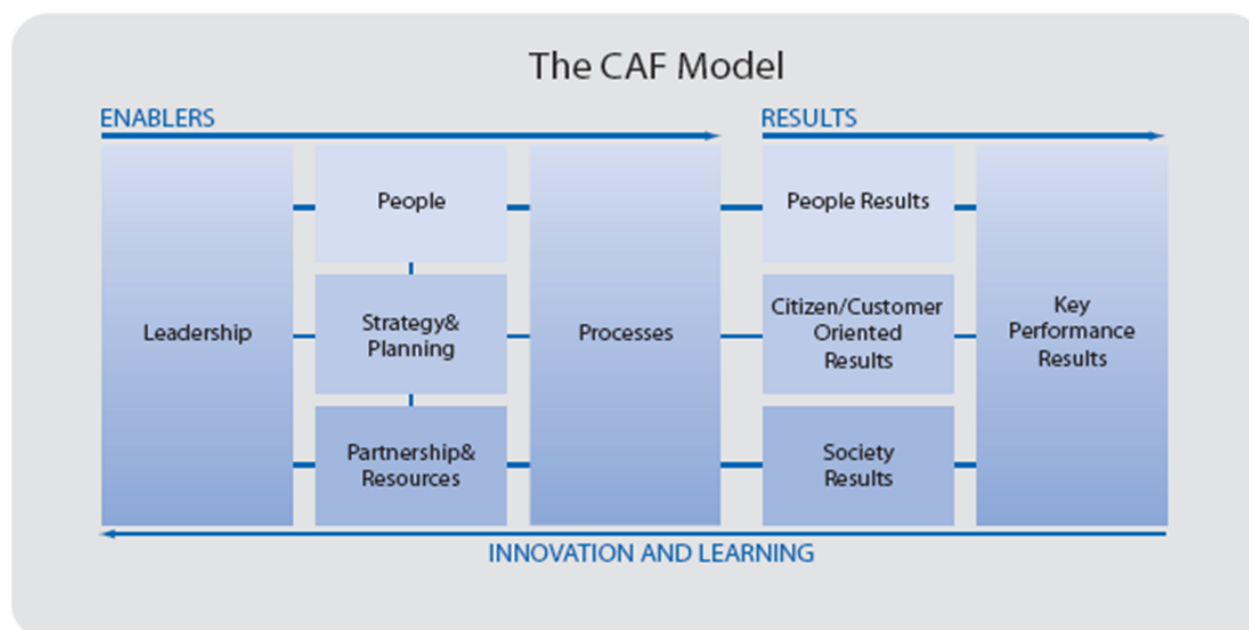 The CAF Model
ENABLERS
RESULTS
Leadership
People
Strategy&
Planning
Partnership&
Resources
Processes
People Results
Citizen/Customer
Oriented
Results
Society
Results
Key
Performance
Results
INNOVATION AND LEARNING